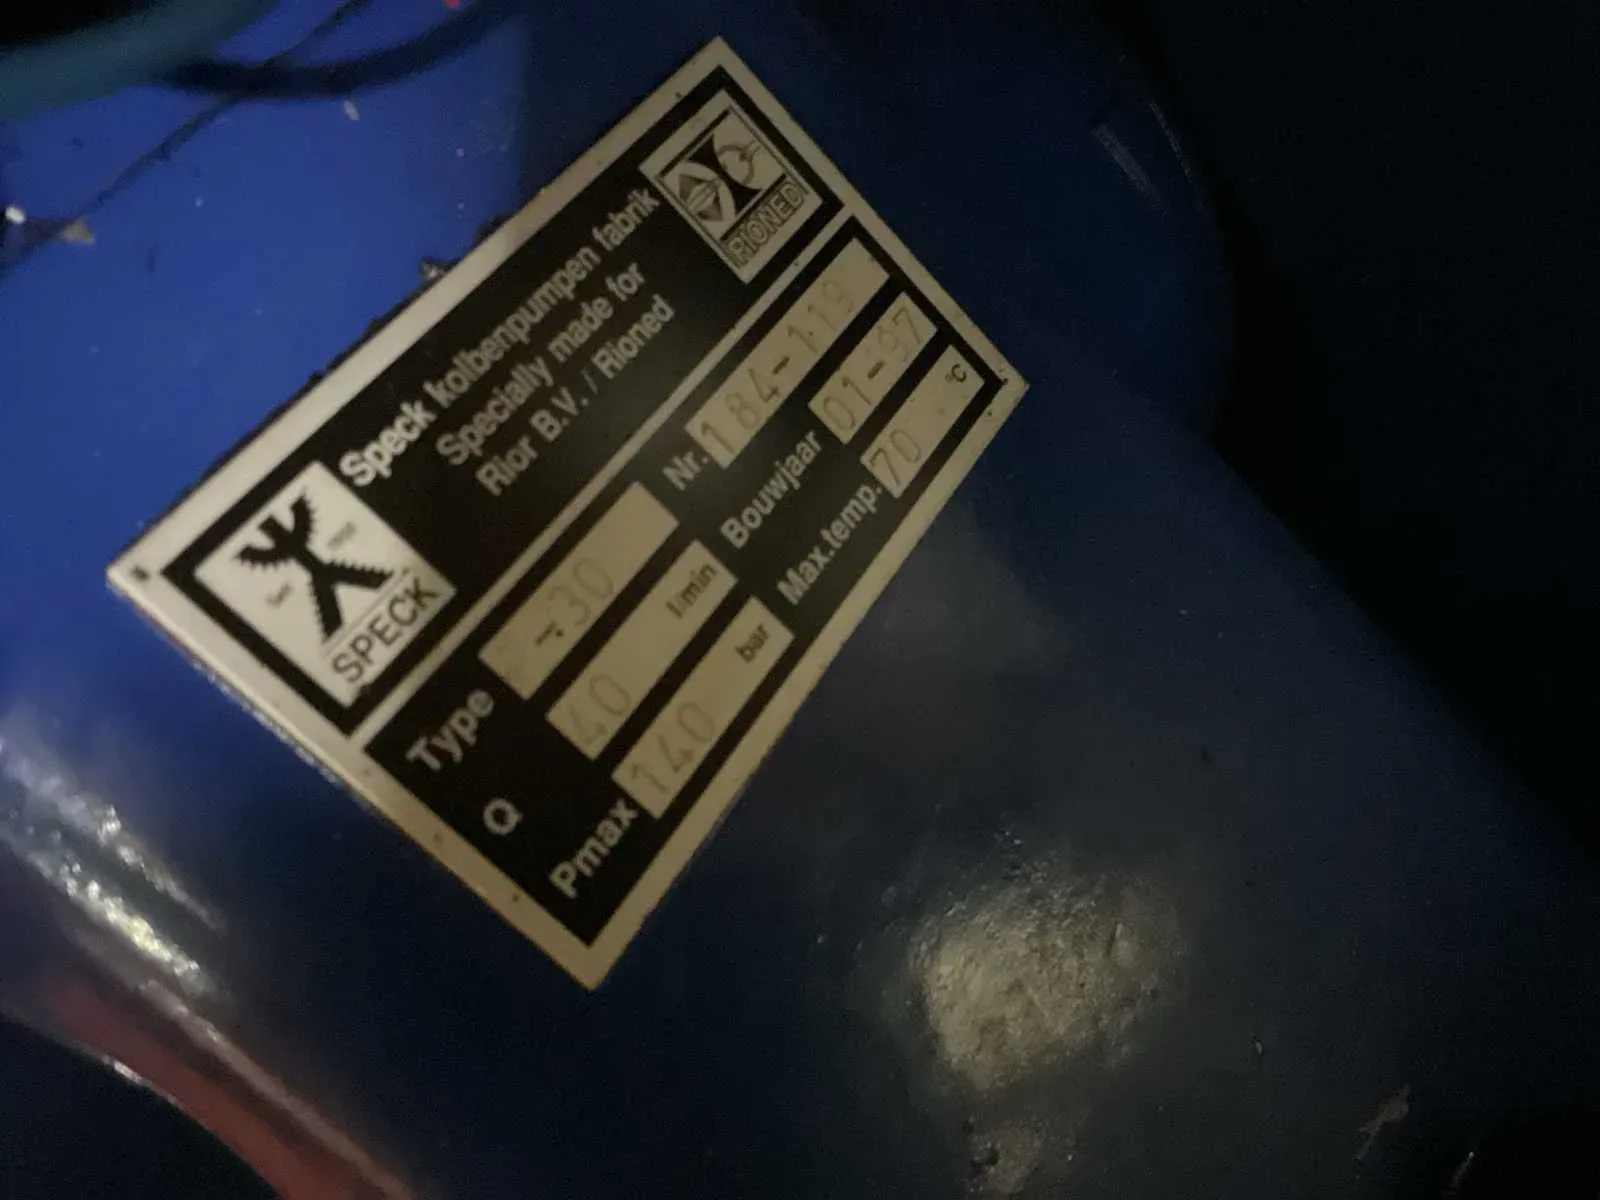 Speck kolbenpumpen fabrik
Specially made for
Rior B.V. / Rioned
RIONED
SPECK
Type -30
Nr. 184-119
Q 40 l/min
Bouwjaar 01-97
Pmax 140 bar
Max.temp. 70 °C